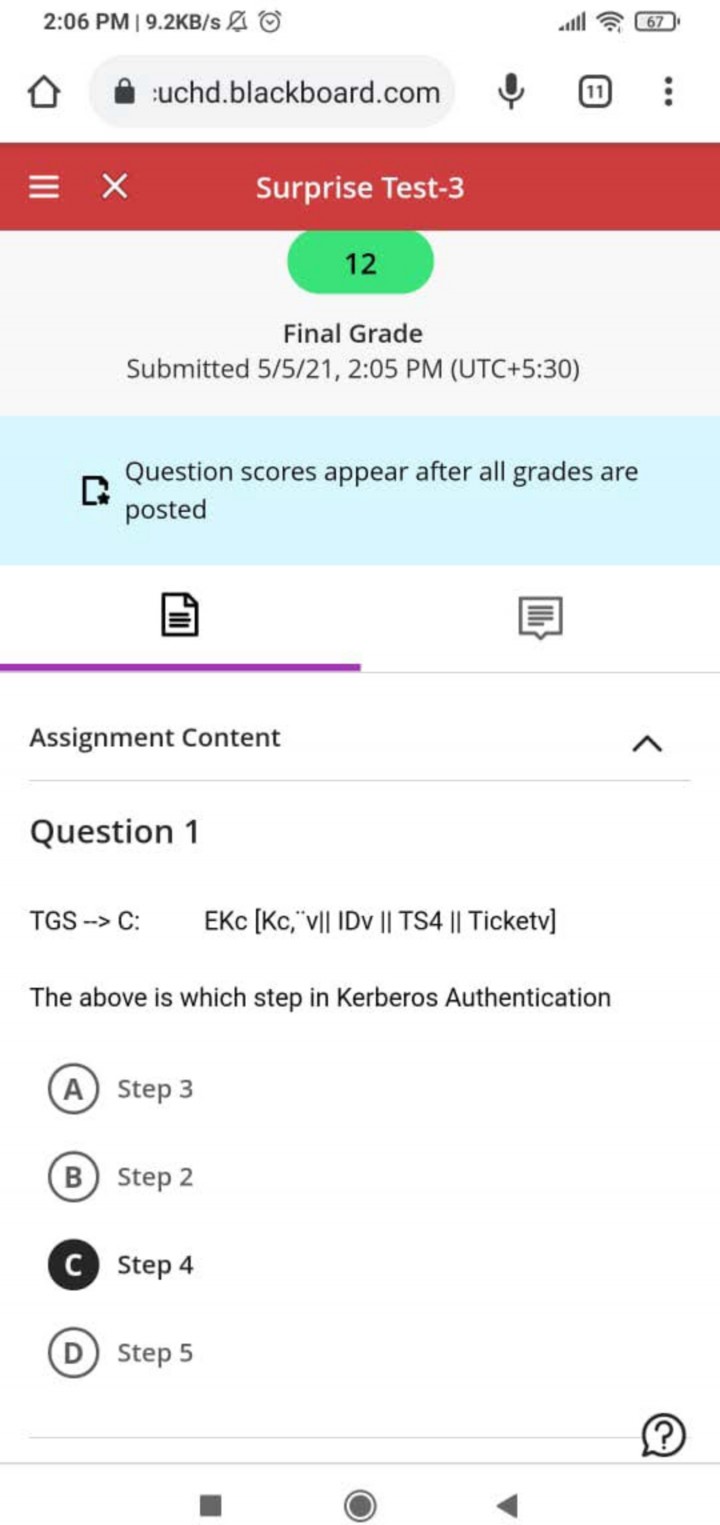 2:06 PM | 9.2KB/s
67
:uchd.blackboard.com
11
Surprise Test-3
12
Final Grade
Submitted 5/5/21, 2:05 PM (UTC+5:30)
Question scores appear after all grades are
posted
Assignment Content
Question 1
TGS --> C: EKc [Kc,¨v|| IDv || TS4 || Ticketv]
The above is which step in Kerberos Authentication
A Step 3
B Step 2
C Step 4
D Step 5